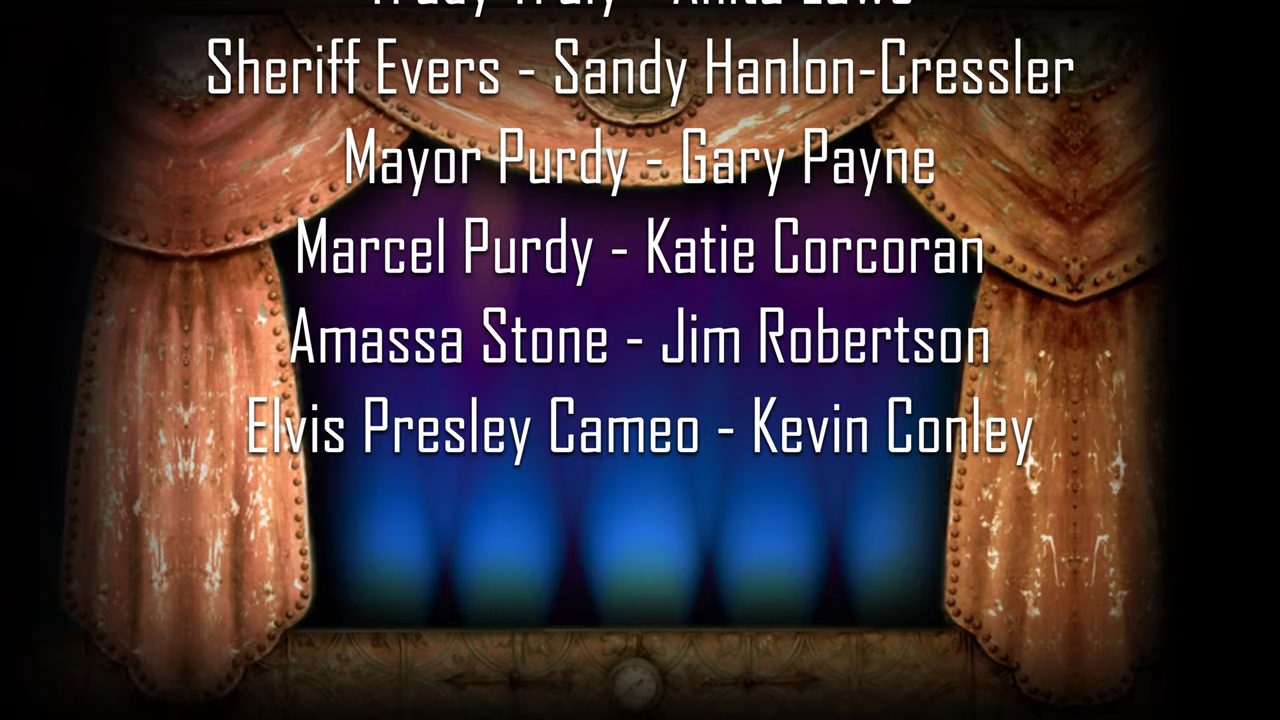 Sheriff Evers - Sandy Hanlon-Cressler
Mayor Purdy - Gary Payne
Marcel Purdy - Katie Corcoran
Amassa Stone - Jim Robertson
Elvis Presley Cameo - Kevin Conley